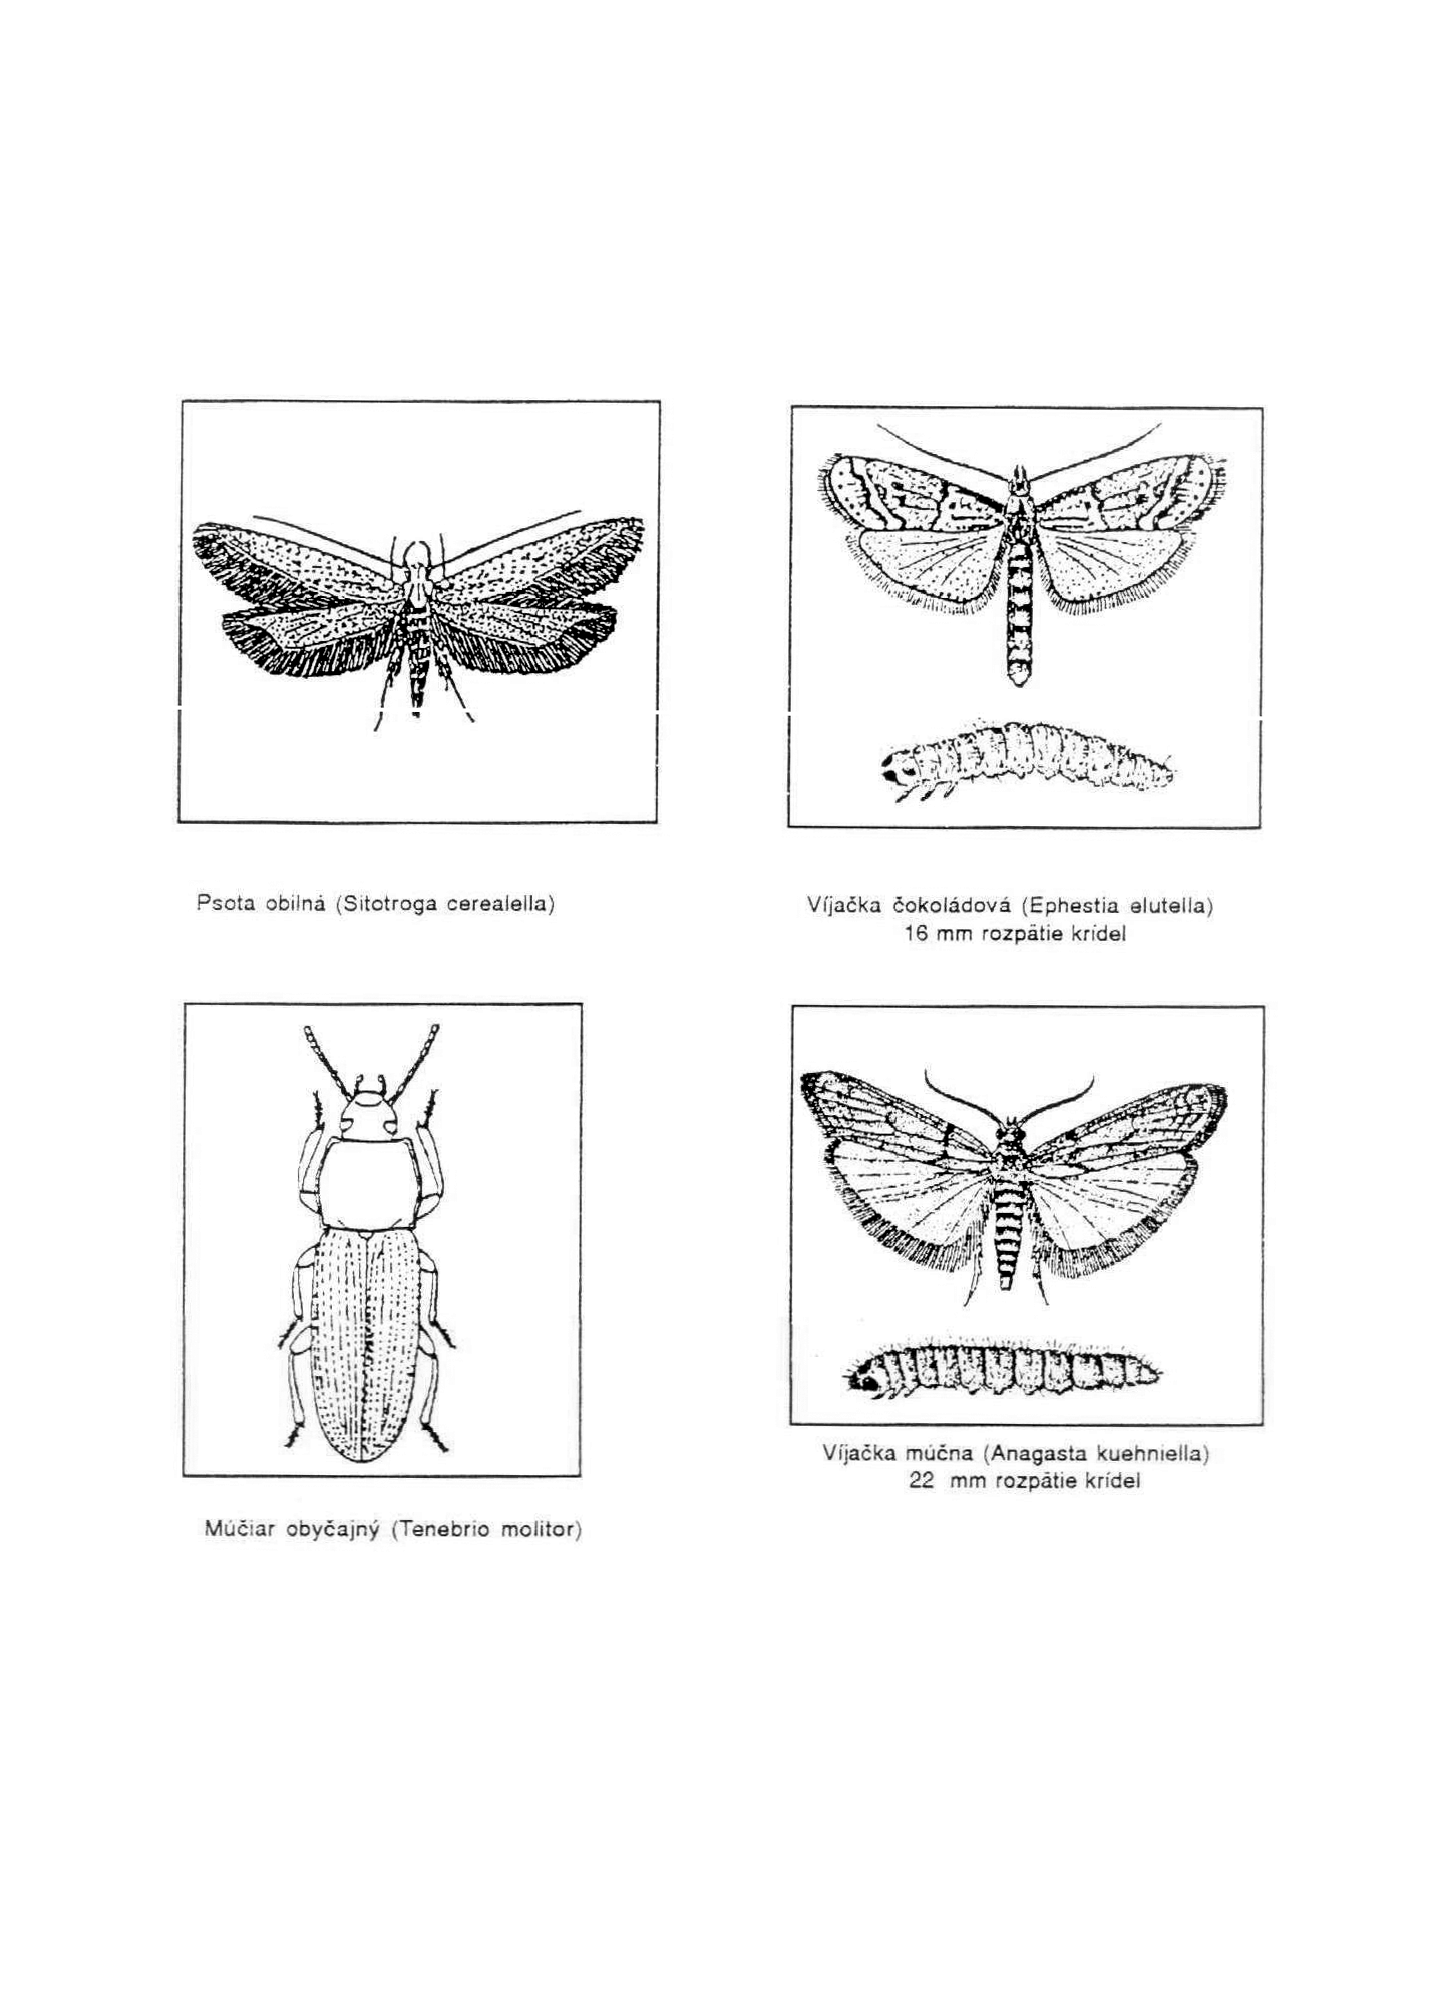 Psota obilná (Sitotroga cerealella)
Víjačka čokoládová (Ephestia elutella)
16 mm rozpätie krídel
Múčiar obyčajný (Tenebrio molitor)
Víjačka múčna (Anagasta kuehniella)
22 mm rozpätie krídel